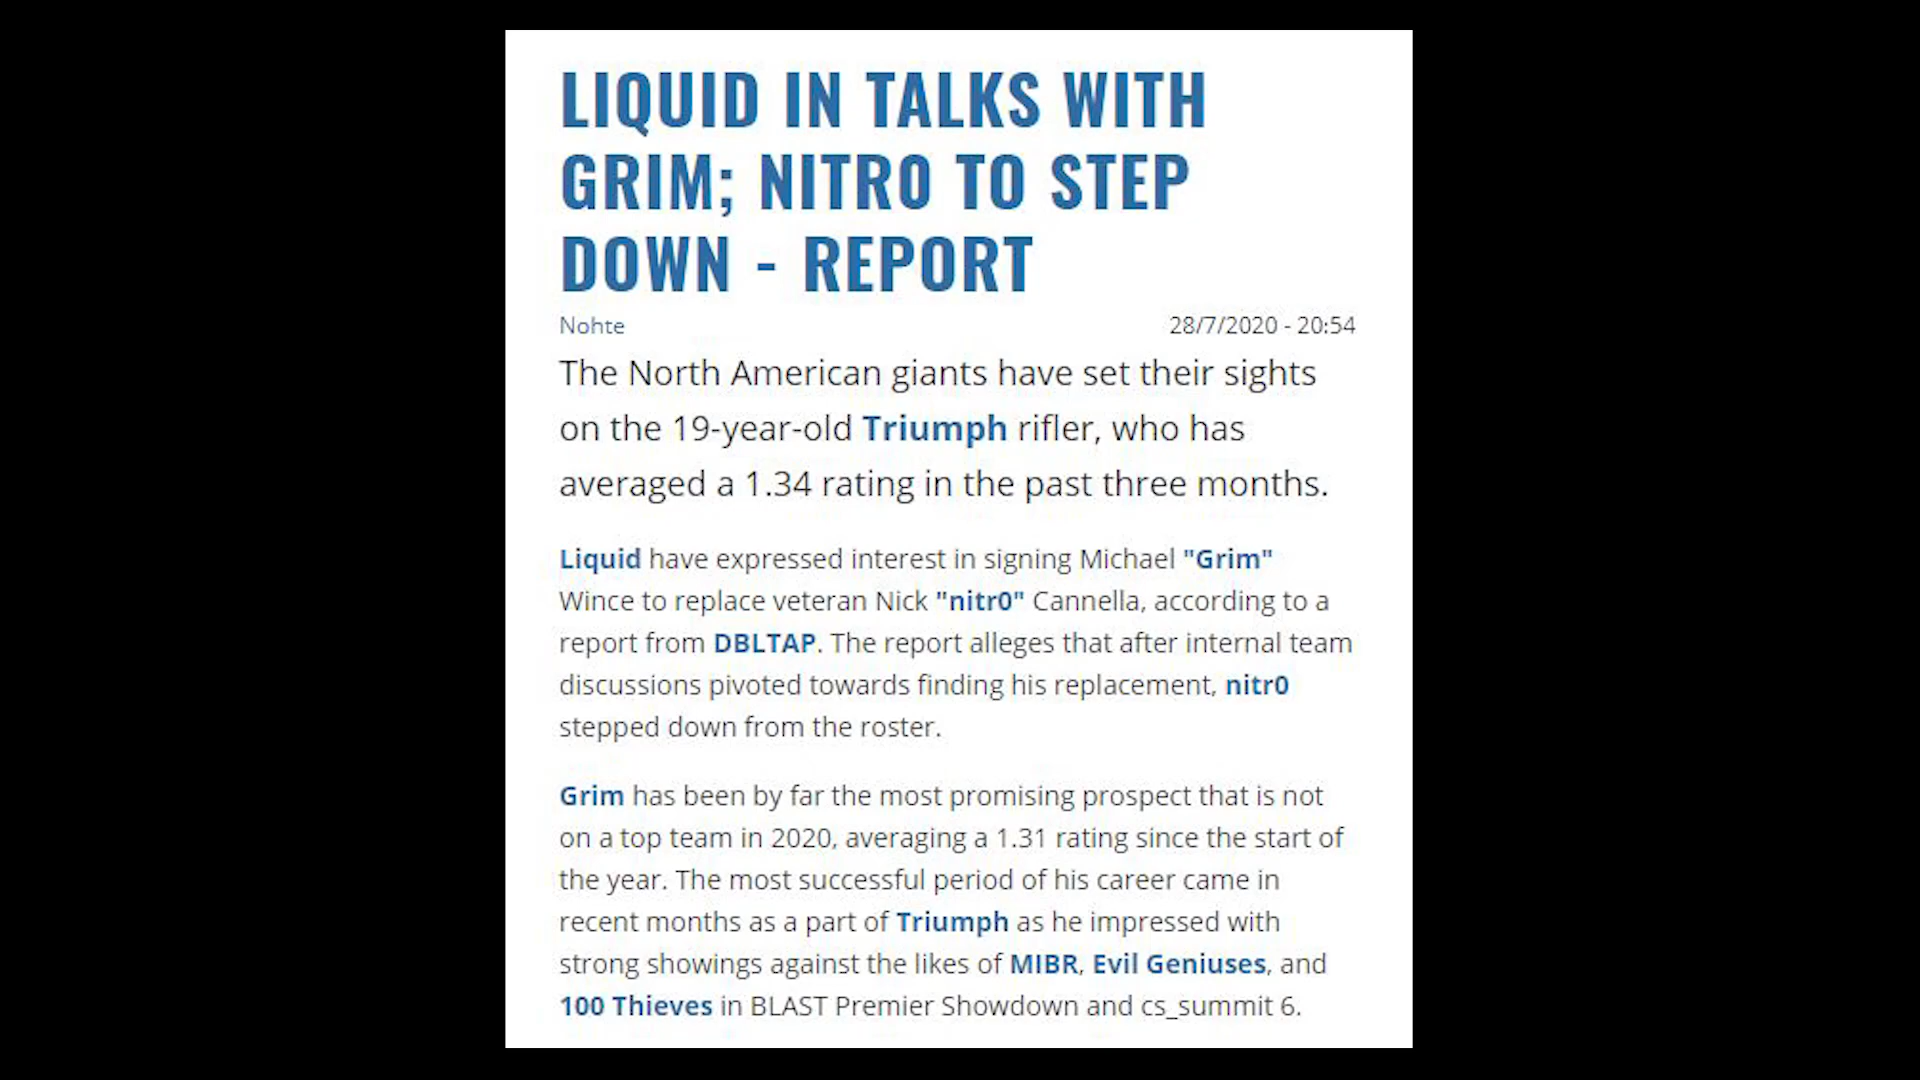 LIQUID IN TALKS WITH
GRIM; NITR0 TO STEP
DOWN - REPORT
Nohte
28/7/2020 - 20:54
The North American giants have set their sights
on the 19-year-old Triumph rifler, who has
averaged a 1.34 rating in the past three months.
Liquid have expressed interest in signing Michael "Grim"
Wince to replace veteran Nick "nitr0" Cannella, according to a
report from DBLTAP. The report alleges that after internal team
discussions pivoted towards finding his replacement, nitr0
stepped down from the roster.
Grim has been by far the most promising prospect that is not
on a top team in 2020, averaging a 1.31 rating since the start of
the year. The most successful period of his career came in
recent months as a part of Triumph as he impressed with
strong showings against the likes of MIBR, Evil Geniuses, and
100 Thieves in BLAST Premier Showdown and cs_summit 6.